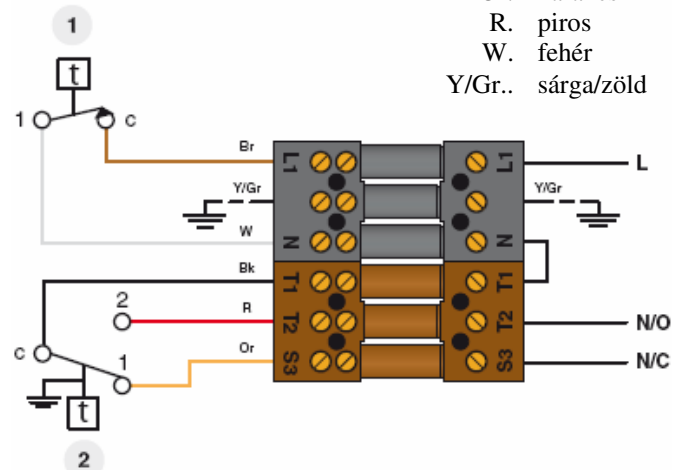 R. piros
W. fehér
Y/Gr.. sárga/zöld
1
t
1 c
Br
L1
L1
L
Y/Gr
Y/Gr
W
N
N
Bk
T1
T1
2
R
T2
T2
N/O
c
1
Or
S3
S3
N/C
t
2